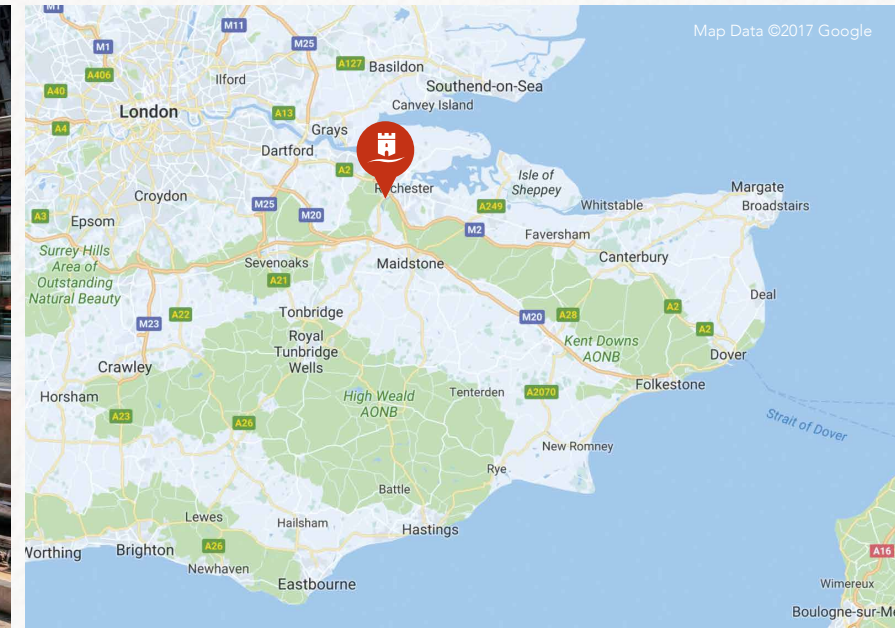 M1
M11
Map Data ©2017 Google
M25
M1
A127
Basildon
A406
Ilford
Southend-on-Sea
A40
Canvey Island
London
A13
A4
Grays
Dartford
A2
Rochester
Isle of
Sheppey
Margate
Croydon
M25
A249
Whitstable
Broadstairs
A3
Epsom
M20
M2
Faversham
Surrey Hills
Area of
Outstanding
Natural Beauty
Sevenoaks
Maidstone
Canterbury
A21
Deal
A22
Tonbridge
M23
M20
A28
A2
Royal
Tunbridge
Wells
Kent Downs
AONB
A2
Dover
Crawley
Folkestone
Horsham
High Weald
AONB
Tenterden
A2070
A23
A26
Strait of Dover
New Romney
Rye
Battle
Lewes
Hailsham
Hastings
Worthing
Brighton
A26
A16
Newhaven
Eastbourne
Wimereux
Boulogne-sur-Me